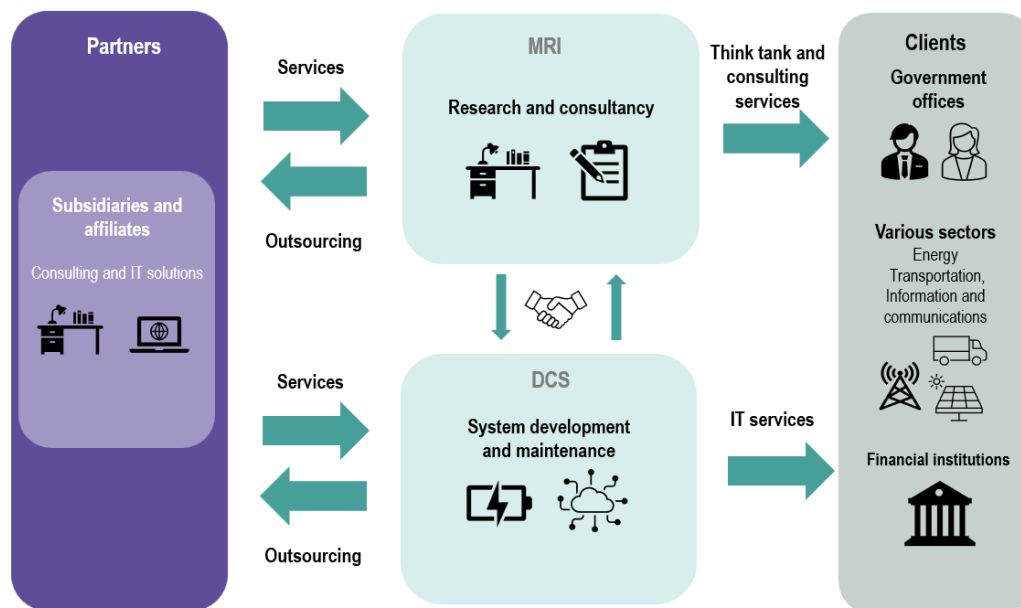 Partners
Subsidiaries and
affiliates
Consulting and IT solutions
Services
Outsourcing
Services
Outsourcing
MRI
Research and consultancy
DCS
System development
and maintenance
Think tank and
consulting
services
IT services
Clients
Government
offices
Various sectors
Energy
Transportation,
Information and
communications
Financial institutions